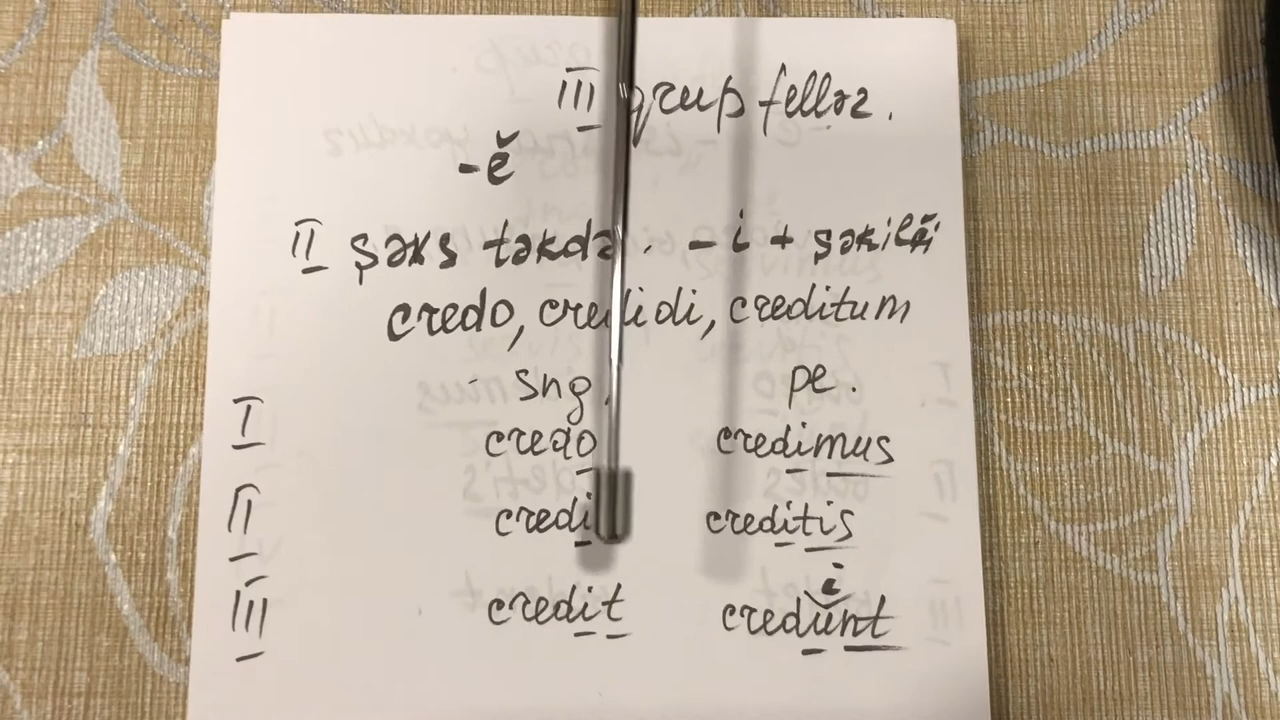 III qrup fellər.
-ĕ
II şəxs təkdə. - i + şəkilçi
credo, credidi, creditum
sng. pe.
I credo credimus
II credi creditis
i
III credit credunt